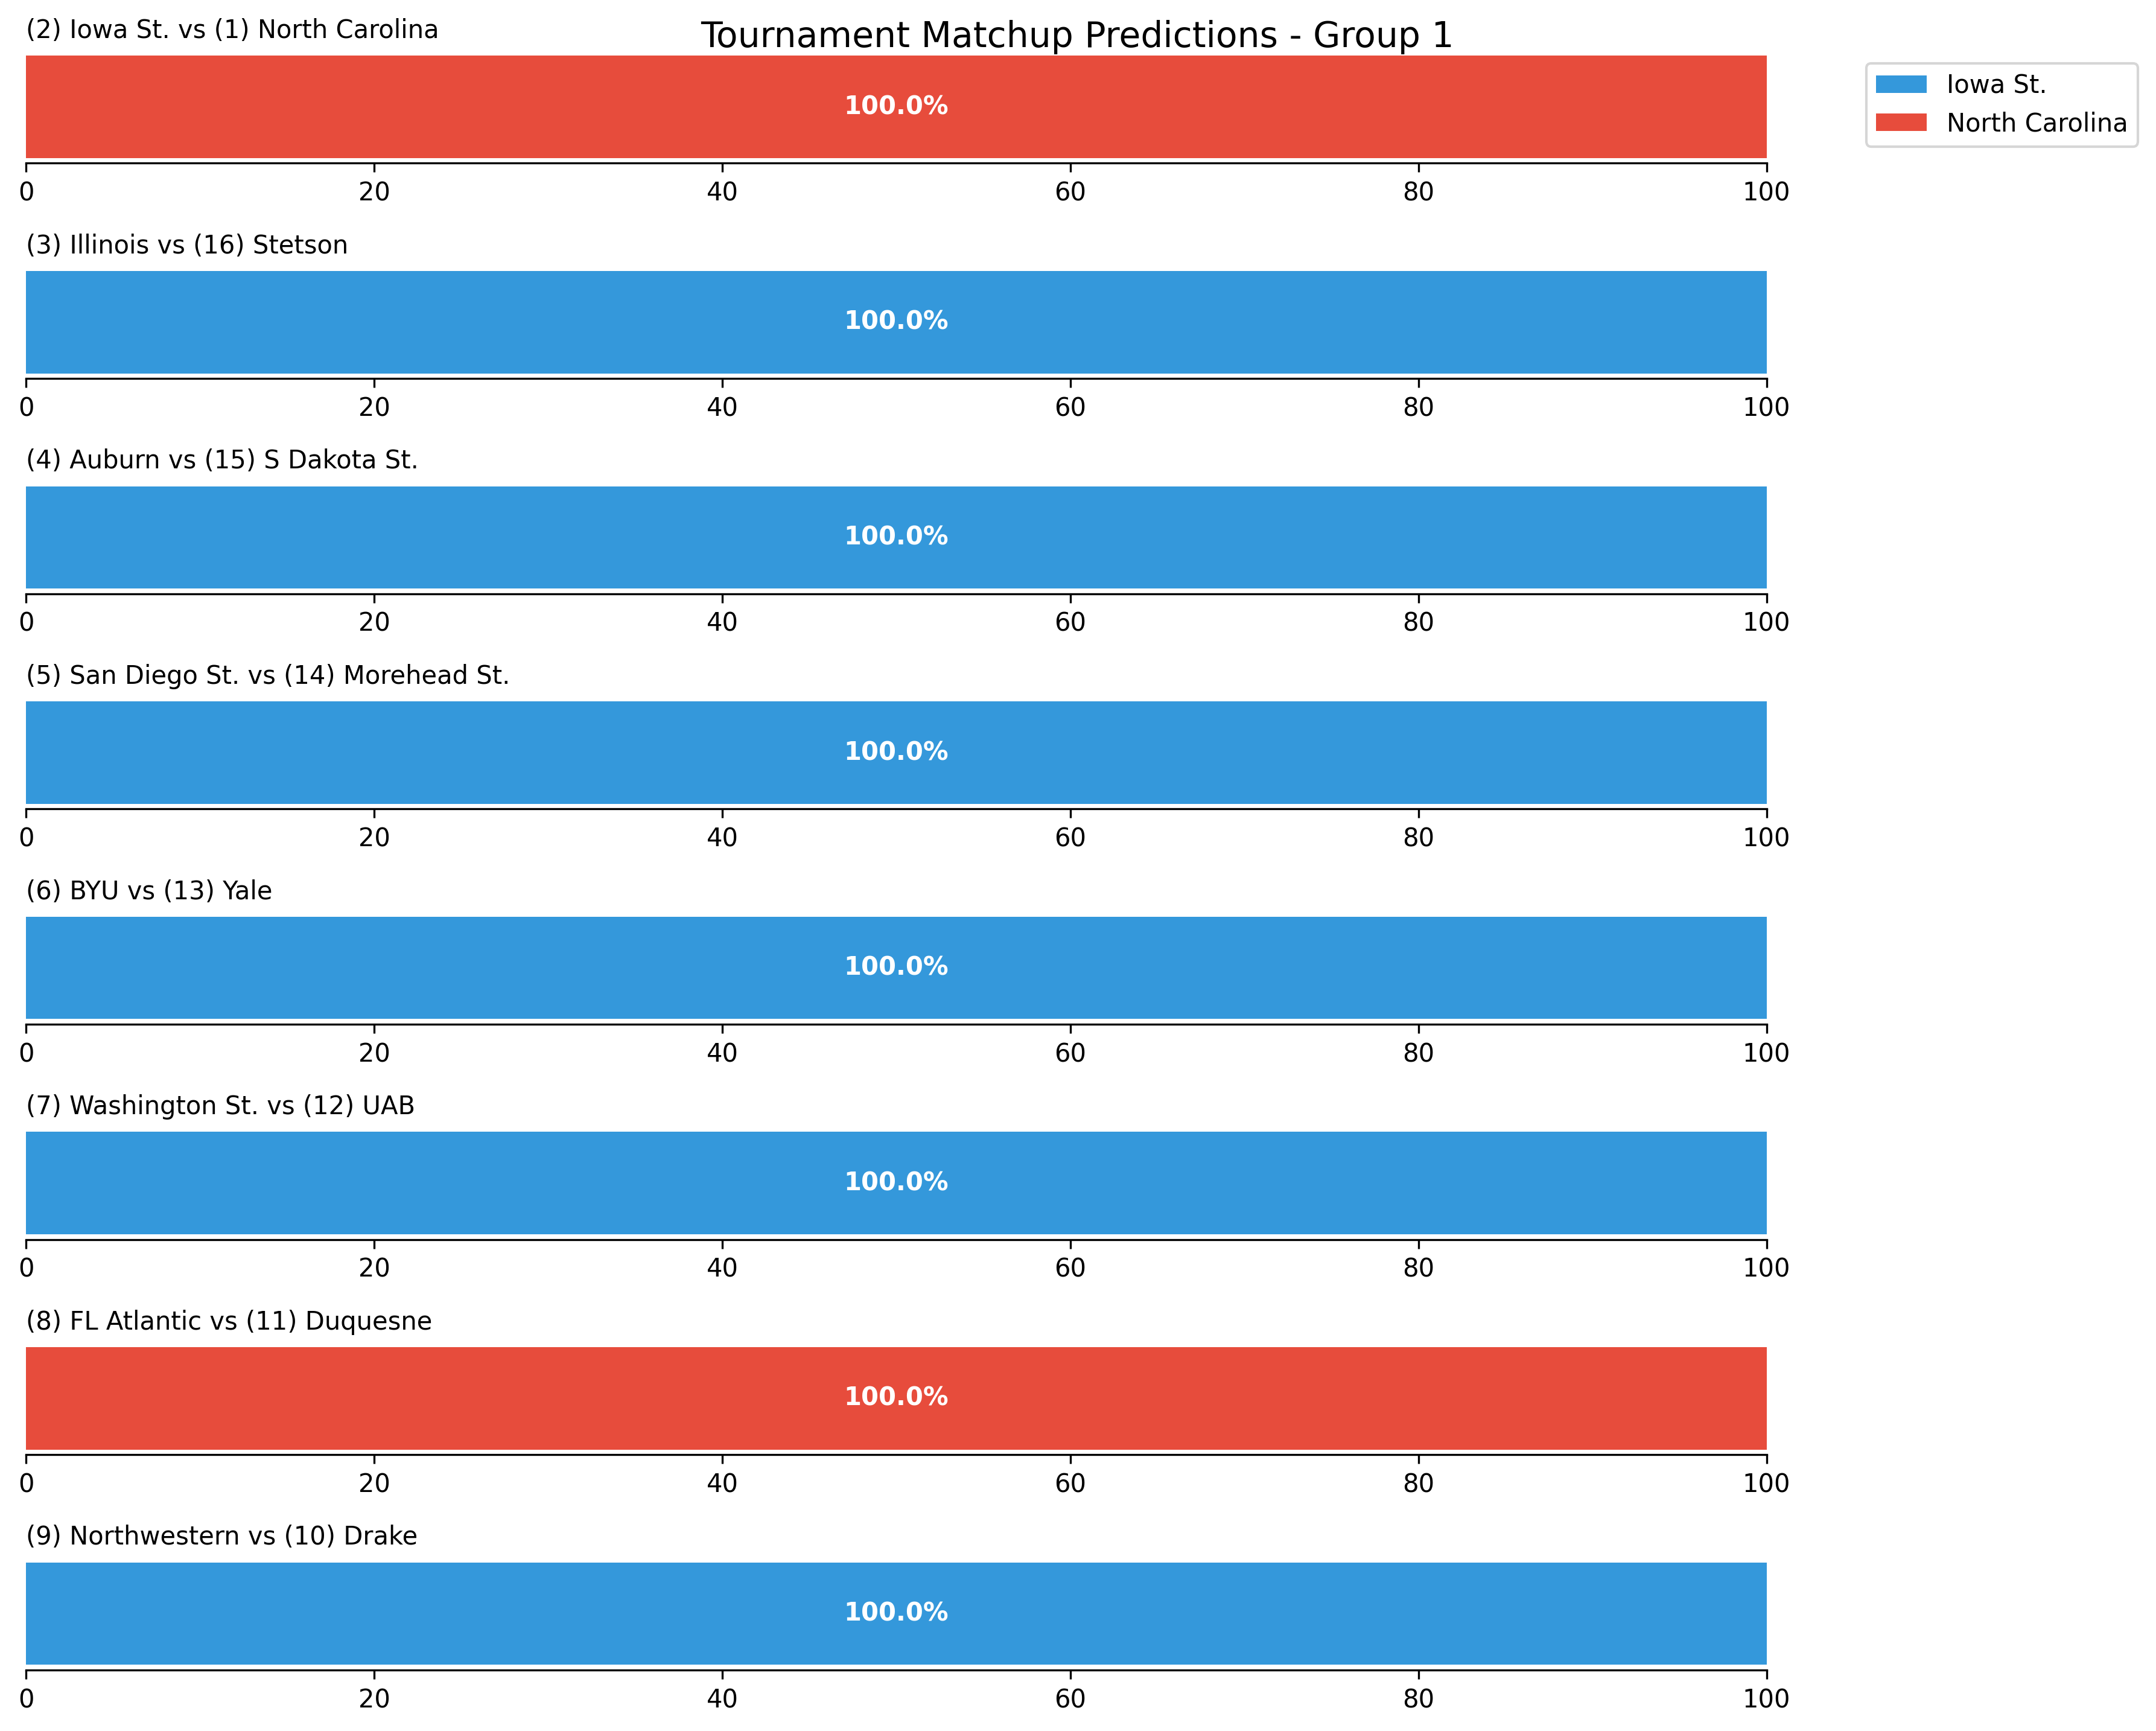 Tournament Matchup Predictions - Group 1
(2) Iowa St. vs (1) North Carolina
100.0%
0 20 40 60 80 100
Iowa St.
North Carolina
(3) Illinois vs (16) Stetson
100.0%
0 20 40 60 80 100
(4) Auburn vs (15) S Dakota St.
100.0%
0 20 40 60 80 100
(5) San Diego St. vs (14) Morehead St.
100.0%
0 20 40 60 80 100
(6) BYU vs (13) Yale
100.0%
0 20 40 60 80 100
(7) Washington St. vs (12) UAB
100.0%
0 20 40 60 80 100
(8) FL Atlantic vs (11) Duquesne
100.0%
0 20 40 60 80 100
(9) Northwestern vs (10) Drake
100.0%
0 20 40 60 80 100